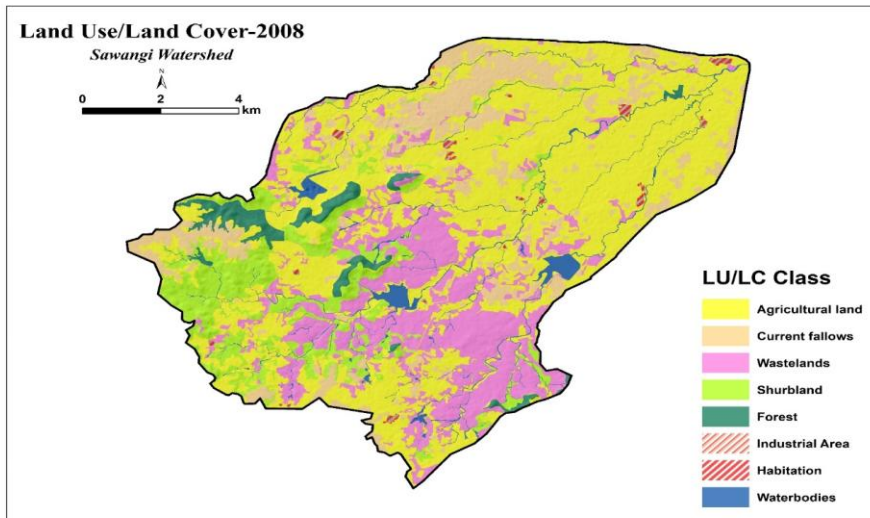 Land Use/Land Cover-2008
Sawangi Watershed
N
0 2 4
km
LU/LC Class
Agricultural land
Current fallows
Wastelands
Shurbland
Forest
Industrial Area
Habitation
Waterbodies